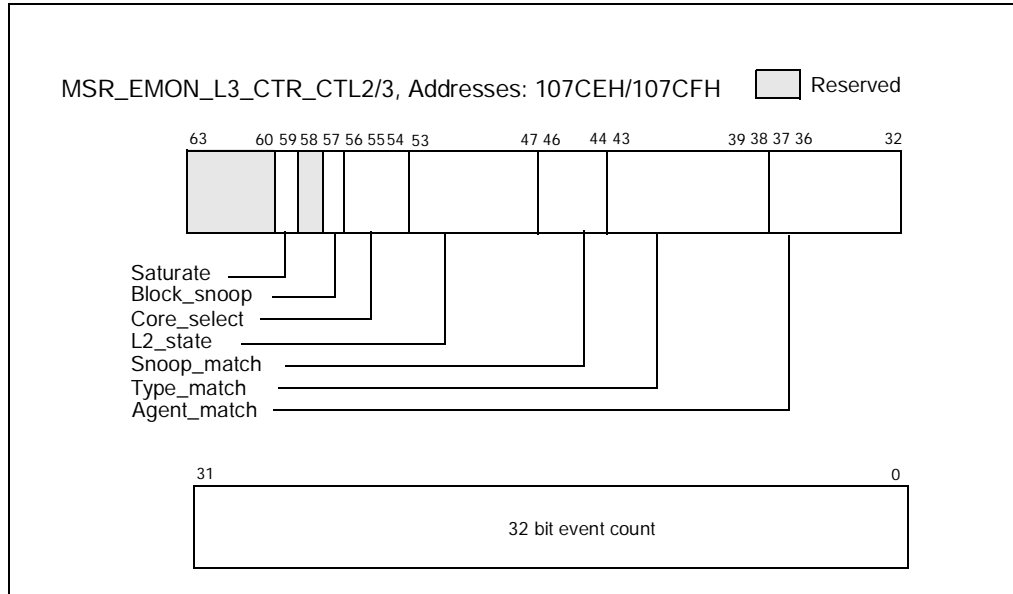 MSR_EMON_L3_CTR_CTL2/3, Addresses: 107CEH/107CFH
Reserved
63 60 59 58 57 56 55 54 53 47 46 44 43 39 38 37 36 32
Saturate
Block_snoop
Core_select
L2_state
Snoop_match
Type_match
Agent_match
31 0
32 bit event count